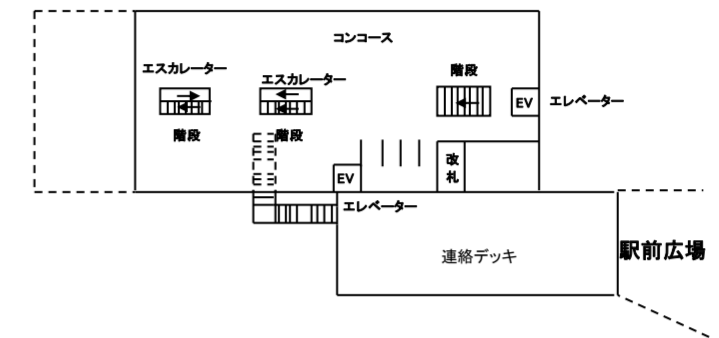 コンコース
エスカレーター
エスカレーター
階段
EV
エレベーター
階段
階段
改札
EV
エレベーター
連絡デッキ
駅前広場